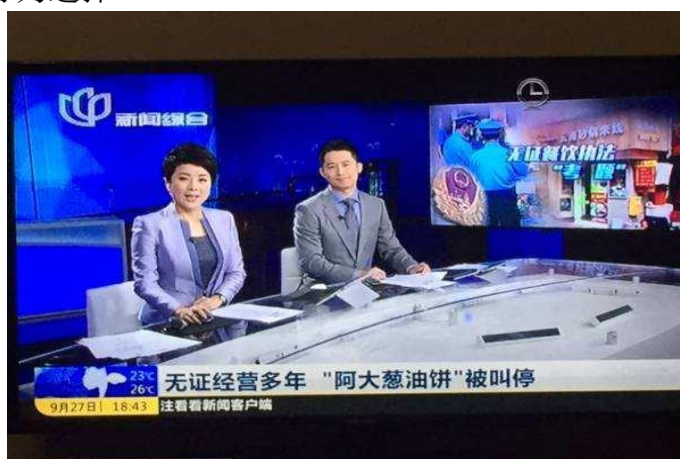 新闻综合
无证餐饮执法
23℃
26℃
无证经营多年 "阿大葱油饼"被叫停
9月27日 18:43
注看看新闻客户端